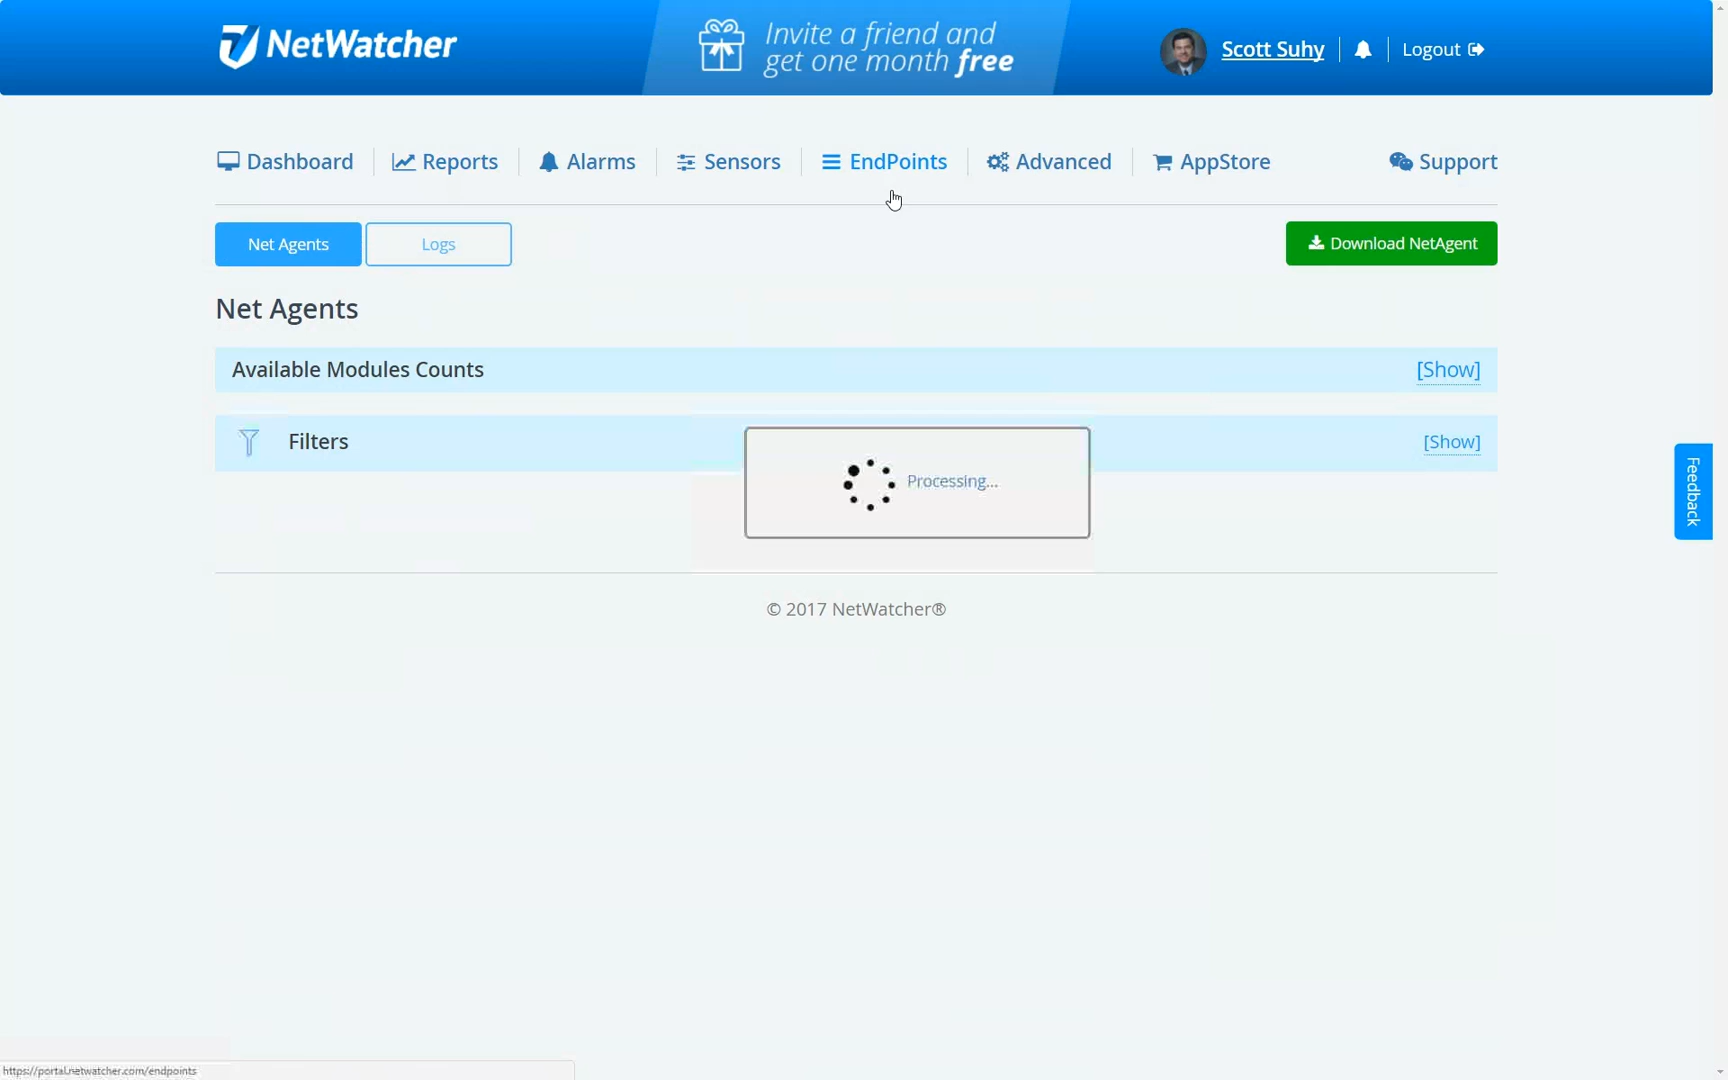 NetWatcher
Invite a friend and
get one month free
Scott Suhy
Logout
Dashboard
Reports
Alarms
Sensors
EndPoints
Advanced
AppStore
Support
Net Agents
Logs
Download NetAgent
Net Agents
Available Modules Counts
[Show]
Filters
[Show]
Processing...
Feedback
© 2017 NetWatcher®
https://portal.netwatcher.com/endpoints